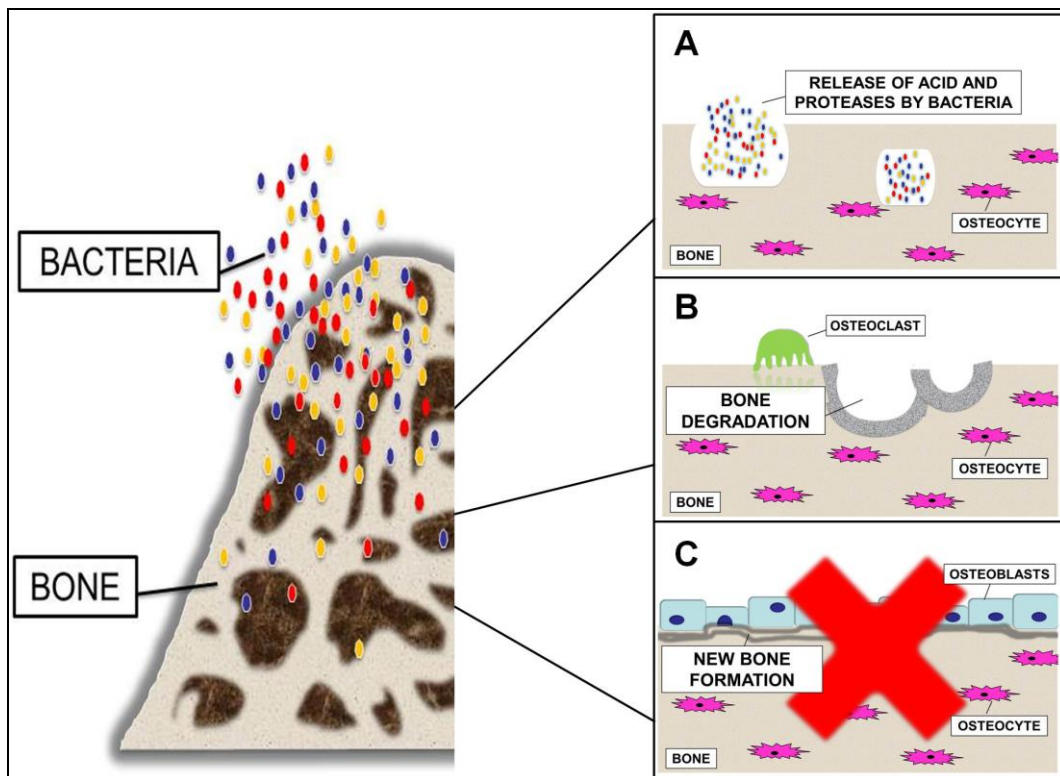 BACTERIA
BONE
A
RELEASE OF ACID AND
PROTEASES BY BACTERIA
OSTEOCYTE
BONE
B
OSTEOCLAST
BONE
DEGRADATION
OSTEOCYTE
BONE
C
OSTEOBLASTS
NEW BONE
FORMATION
OSTEOCYTE
BONE